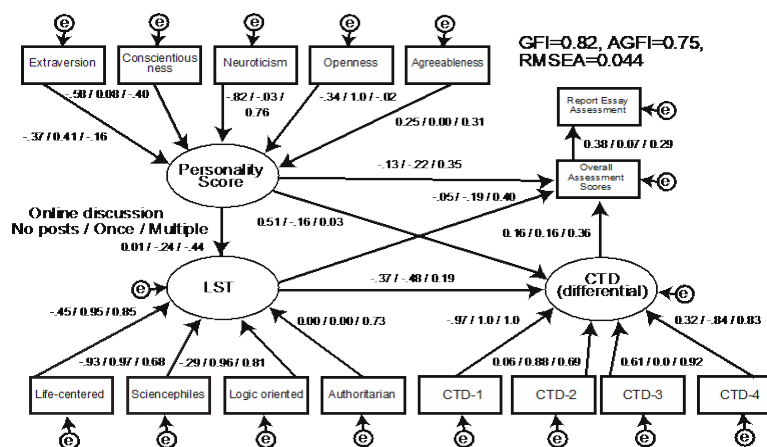 e
e
e
e
e
Extraversion
Conscientious
ness
Neuroticism
Openness
Agreeableness
GFI=0.82, AGFI=0.75,
RMSEA=0.044
-.58 / 0.08 / -.40
-.82 / -.03 /
0.76
-.34 / 1.0 / -.02
-.37 / 0.41 / -.16
0.25 / 0.00 / 0.31
Report Essay
Assessment
e
0.38 / 0.07 / 0.29
Personality
Score
-.13 / -.22 / 0.35
Overall
Assessment
Scores
e
-.05 / -.19 / 0.40
Online discussion
No posts / Once / Multiple
0.01 / -.24 / -.44
0.51 / -.16 / 0.03
0.16 / 0.16 / 0.36
e
LST
-.37 / -.48 / 0.19
CTD
(differential)
e
-.45 / 0.95 / 0.85
0.00 / 0.00 / 0.73
-.97 / 1.0 / 1.0
0.32 / -.84 / 0.83
-.93 / 0.97 / 0.68
-.29 / 0.96 / 0.81
0.06 / 0.88 / 0.69
0.61 / 0.0 / 0.92
Life-centered
Sciencephiles
Logic oriented
Authoritarian
CTD-1
CTD-2
CTD-3
CTD-4
e
e
e
e
e
e
e
e